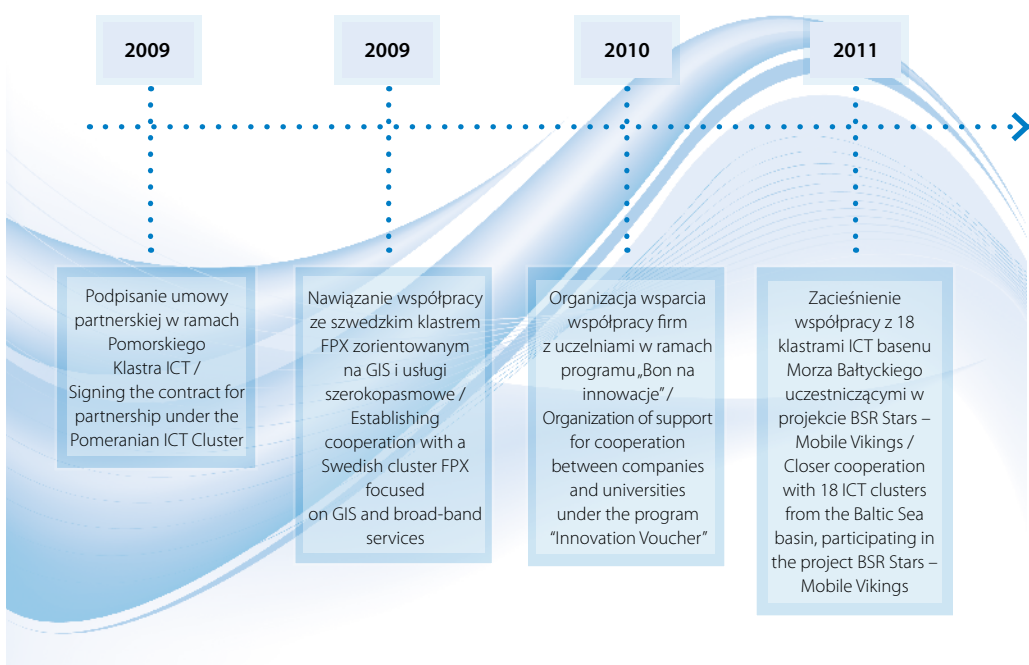 2009
2009
2010
2011
Podpisanie umowy
partnerskiej w ramach
Pomorskiego
Klastra ICT /
Signing the contract for
partnership under the
Pomeranian ICT Cluster
Nawiązanie współpracy
ze szwedzkim klastrem
FPX zorientowanym
na GIS i usługi
szerokopasmowe /
Establishing
cooperation with a
Swedish cluster FPX
focused
on GIS and broad-band
services
Organizacja wsparcia
współpracy firm
z uczelniami w ramach
programu „Bon na
innowacje” /
Organization of support
for cooperation
between companies
and universities
under the program
“Innovation Voucher”
Zacieśnienie
współpracy z 18
klastrami ICT basenu
Morza Bałtyckiego
uczestniczącymi w
projekcie BSR Stars –
Mobile Vikings /
Closer cooperation
with 18 ICT clusters
from the Baltic Sea
basin, participating in
the project BSR Stars –
Mobile Vikings